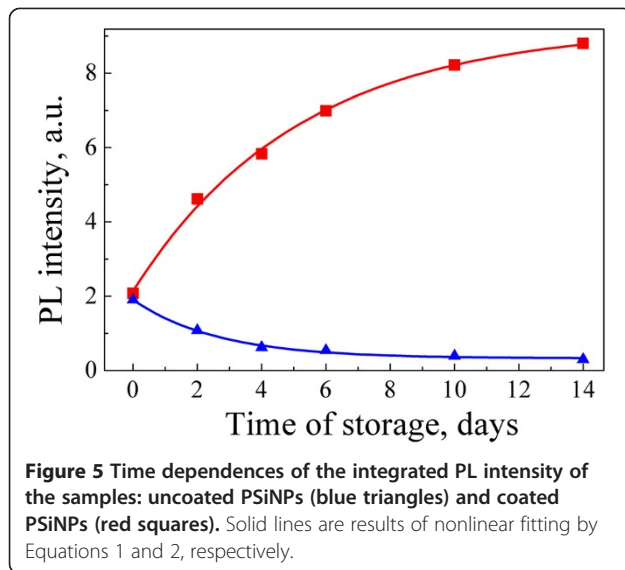 8
6
4
2
0
PL intensity, a.u.
0 2 4 6 8 10 12 14
Time of storage, days
Figure 5 Time dependences of the integrated PL intensity of
the samples: uncoated PSiNPs (blue triangles) and coated
PSiNPs (red squares). Solid lines are results of nonlinear fitting by
Equations 1 and 2, respectively.